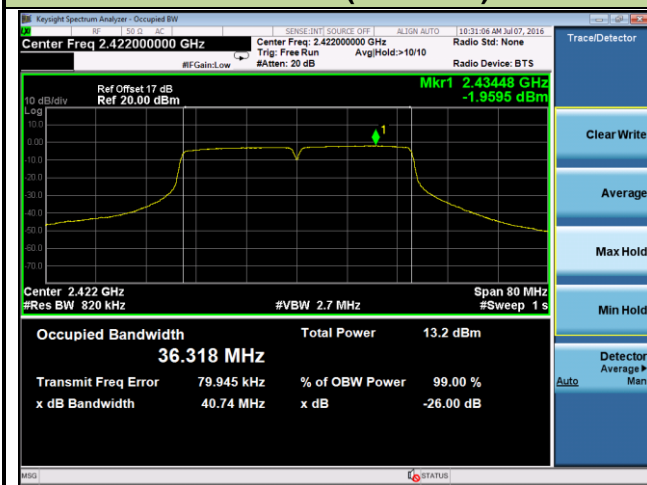 Keysight Spectrum Analyzer - Occupied BW
RF 50 Ω AC SENSE:INT SOURCE OFF ALIGN AUTO 10:31:06 AM Jul 07, 2016
Center Freq 2.422000000 GHz Center Freq: 2.422000000 GHz Radio Std: None
Trig: Free Run Avg|Hold:>10/10
#IFGain:Low #Atten: 20 dB Radio Device: BTS
Trace/Detector
Ref Offset 17 dB Mkr1 2.43448 GHz
10 dB/div Ref 20.00 dBm -1.9595 dBm
Log
10.0
0.00
-10.0
-20.0
-30.0
-40.0
-50.0
-60.0
-70.0
1
Center 2.422 GHz Span 80 MHz
#Res BW 820 kHz #VBW 2.7 MHz #Sweep 1 s
Occupied Bandwidth Total Power 13.2 dBm
36.318 MHz
Transmit Freq Error 79.945 kHz % of OBW Power 99.00 %
x dB Bandwidth 40.74 MHz x dB -26.00 dB
Clear Write
Average
Max Hold
Min Hold
Detector
Average
Auto Man
MSG STATUS